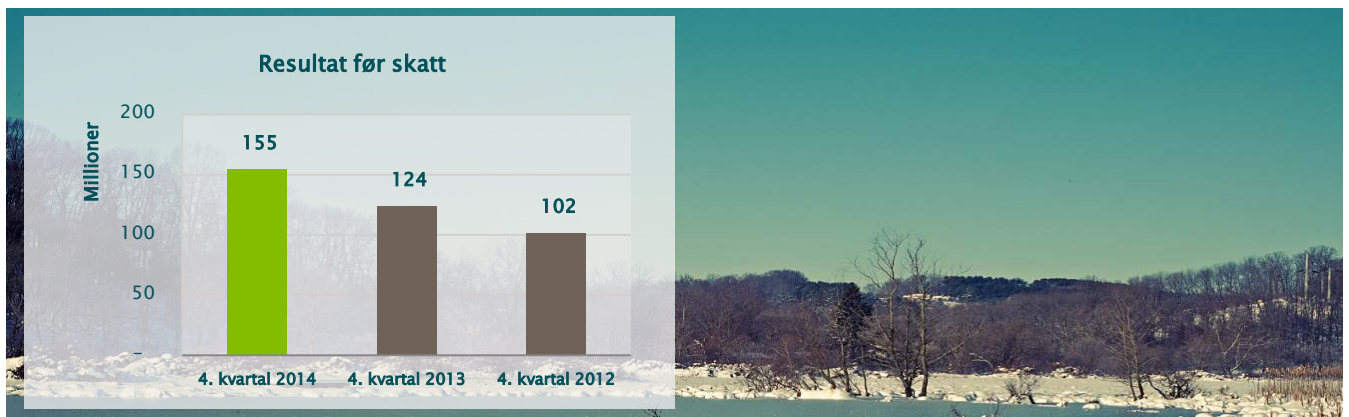 Resultat før skatt
Millioner
200
150
100
50
–
155
124
102
4. kvartal 2014 4. kvartal 2013 4. kvartal 2012